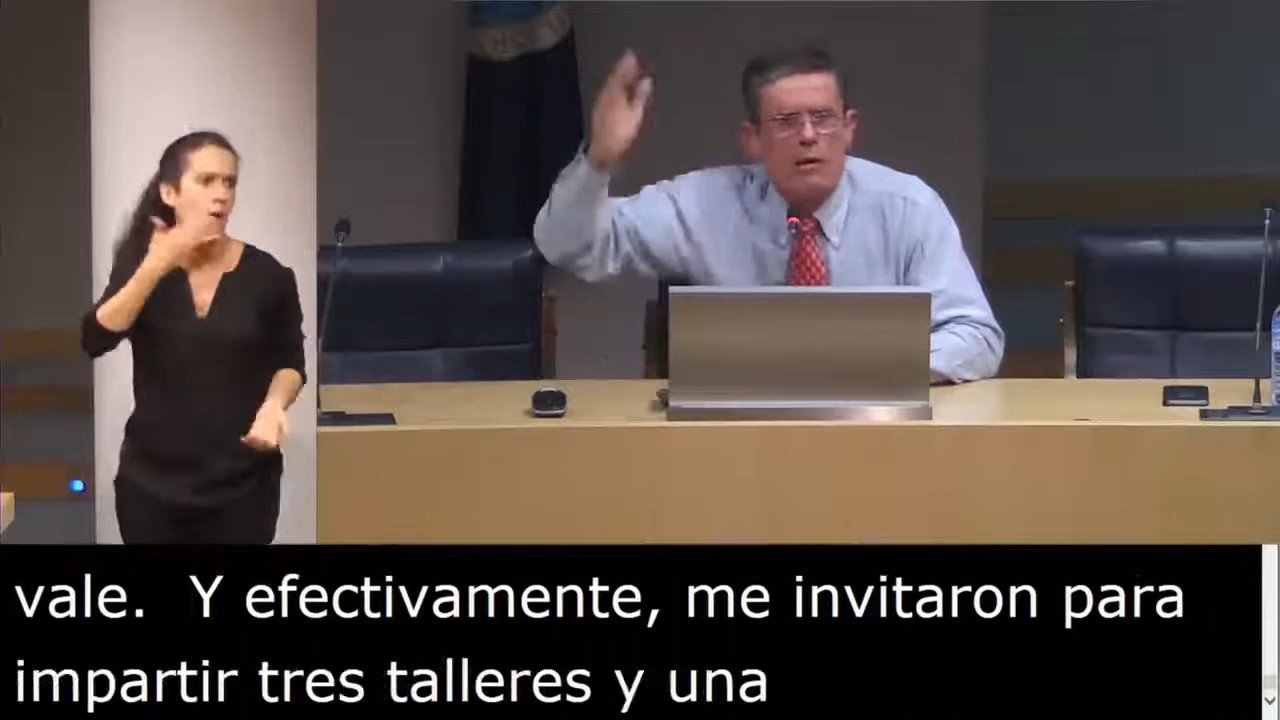 vale.  Y efectivamente, me invitaron para
impartir tres talleres y una